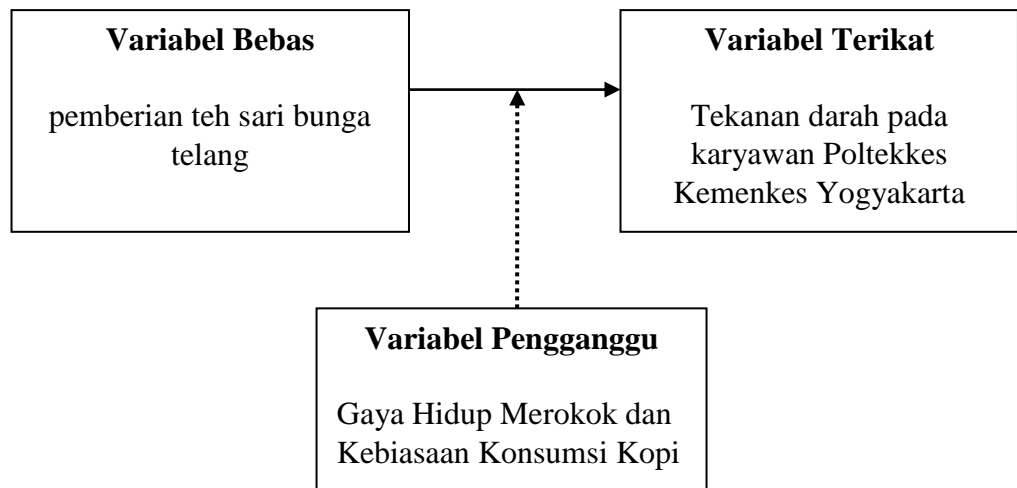 Variabel Bebas
pemberian teh sari bunga
telang
Variabel Terikat
Tekanan darah pada
karyawan Poltekkes
Kemenkes Yogyakarta
Variabel Pengganggu
Gaya Hidup Merokok dan
Kebiasaan Konsumsi Kopi